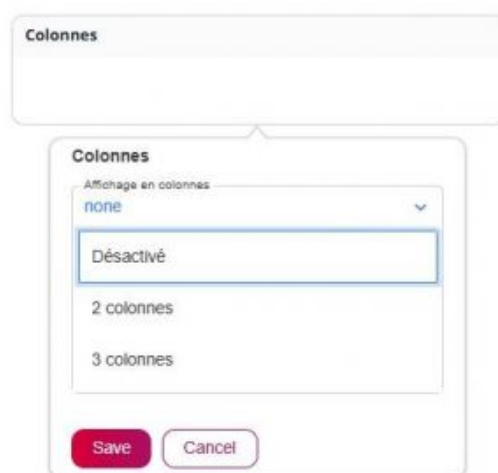 Colonnes
Colonnes
Affichage en colonnes
none
Désactivé
2 colonnes
3 colonnes
Save Cancel